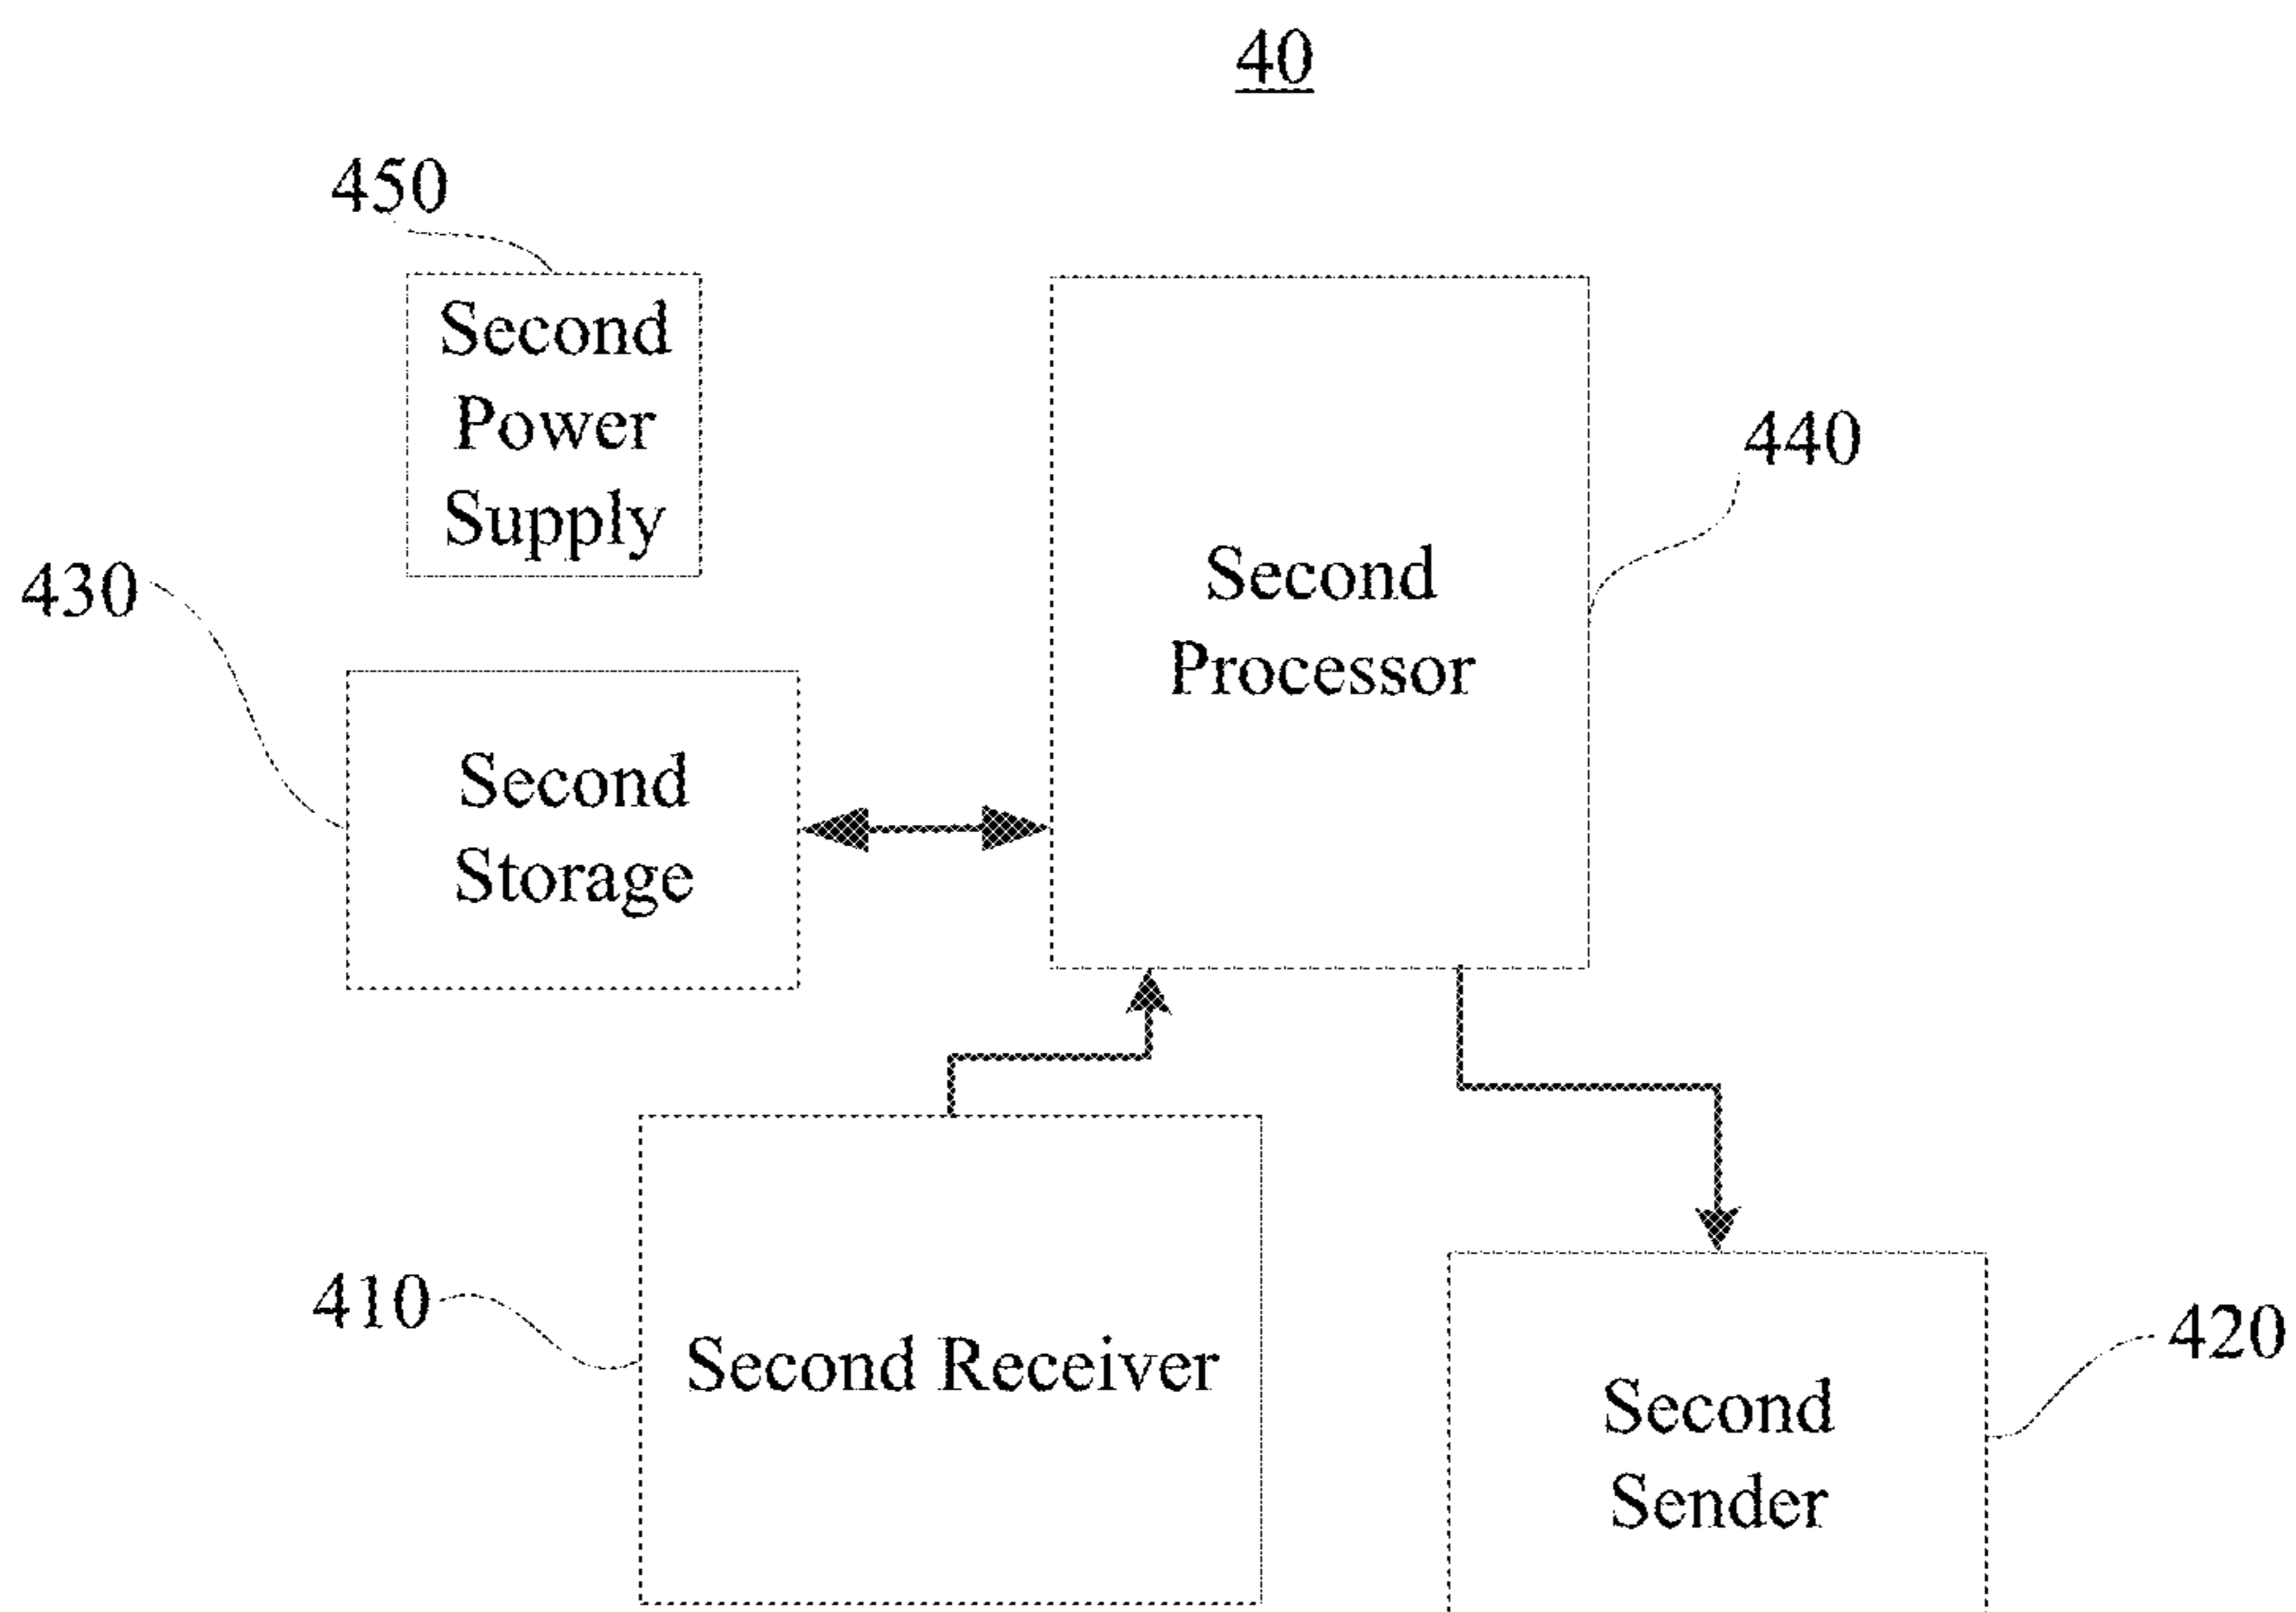 40
450
Second
Power
Supply
440
Second
Processor
430
Second
Storage
410
Second Receiver
420
Second
Sender